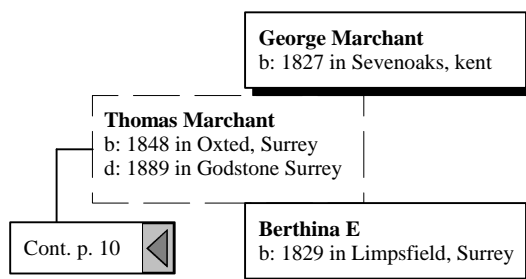 George Marchant
b: 1827 in Sevenoaks, kent
Thomas Marchant
b: 1848 in Oxted, Surrey
d: 1889 in Godstone Surrey
Cont. p. 10
Berthina E
b: 1829 in Limpsfield, Surrey